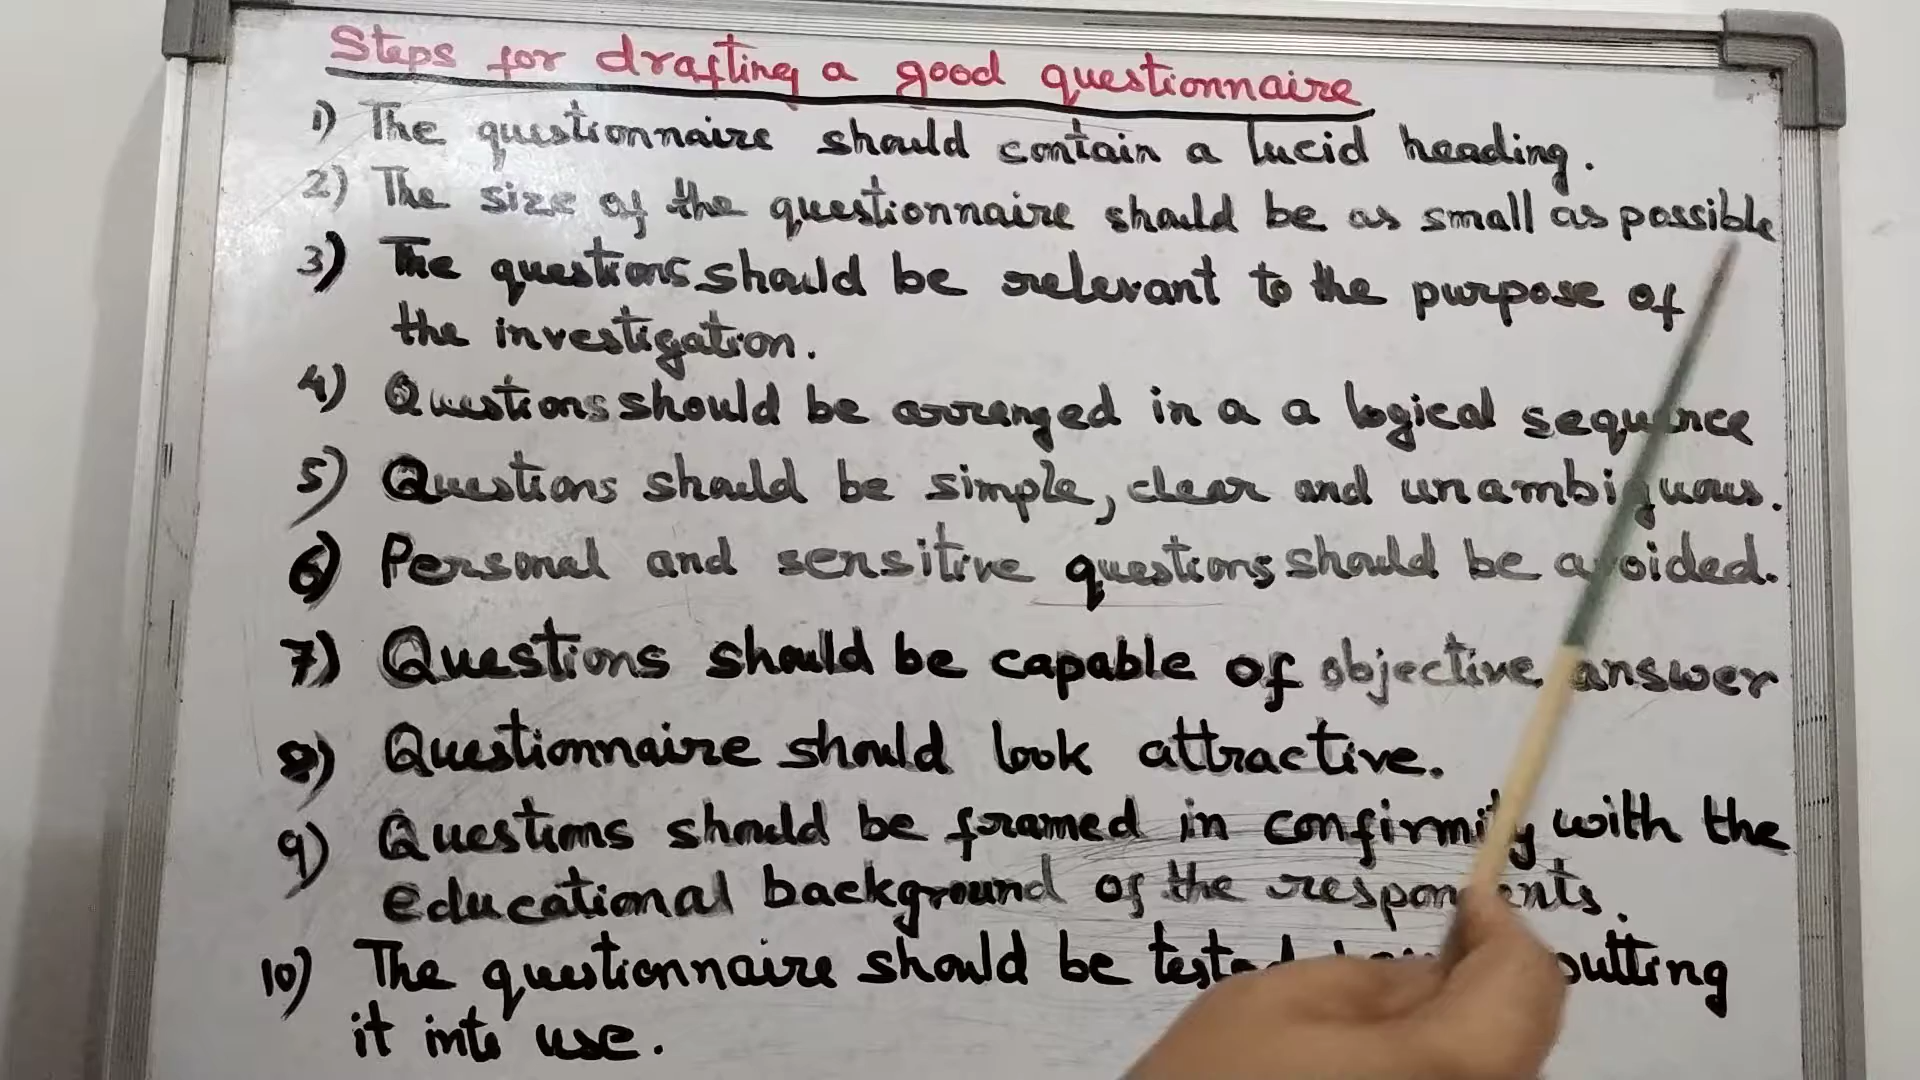 Steps for drafting a good questionnaire
1) The questionnaire should contain a lucid heading.
2) The size of the questionnaire should be as small as possible
3) The questions should be relevant to the purpose of
the investigation.
4) Questions should be arranged in a a logical sequence
5) Questions should be simple, clear and unambiguous.
6) Personal and sensitive questions should be avoided.
7) Questions should be capable of objective answer
8) Questionnaire should look attractive.
9) Questions should be framed in confirmity with the
educational background of the respondents.
10) The questionnaire should be tested putting
it into use.